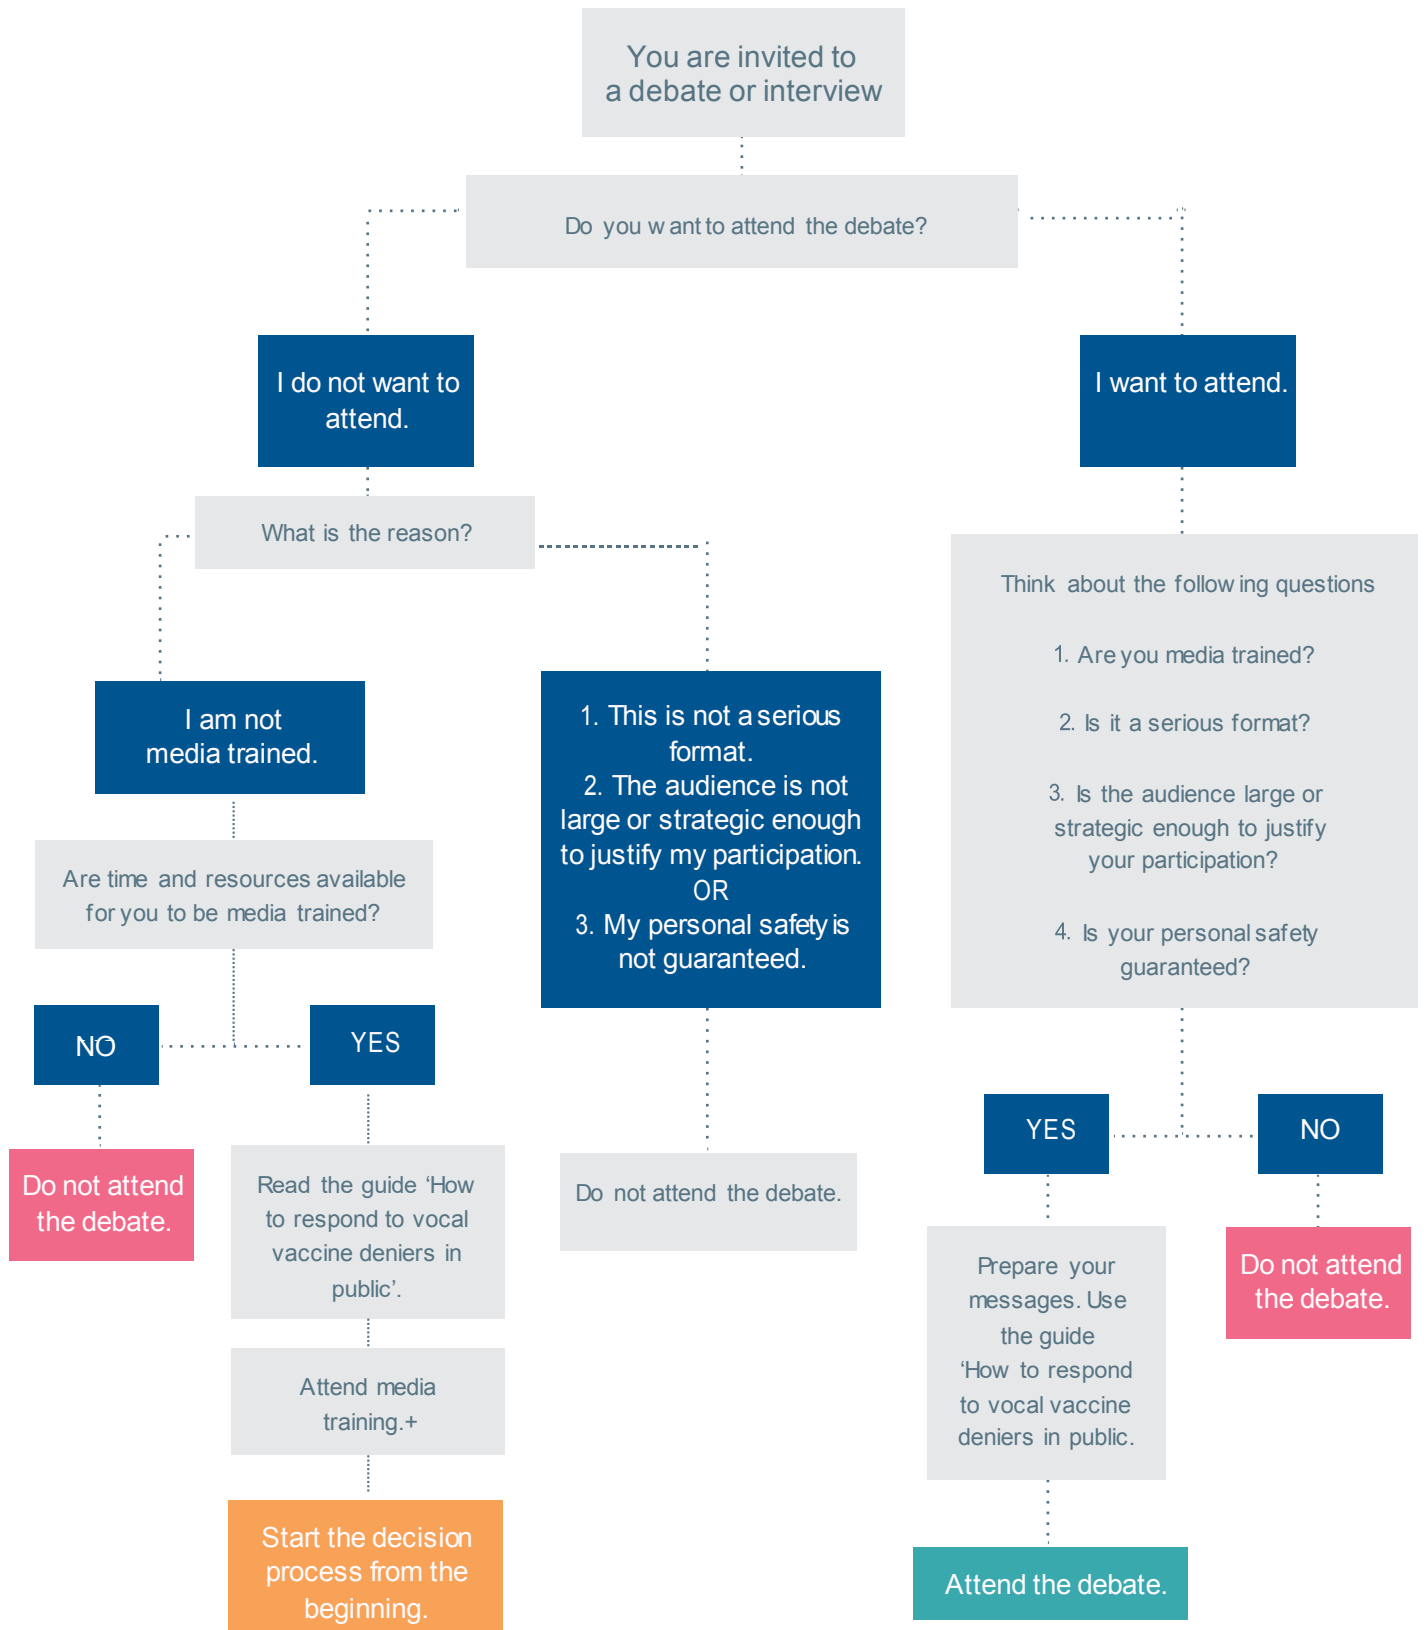 You are invited to
a debate or interview
Do you want to attend the debate?
I do not want to
attend.
I want to attend.
What is the reason?
I am not
media trained.
Are time and resources available
for you to be media trained?
NO
YES
Do not attend
the debate.
Read the guide ‘How
to respond to vocal
vaccine deniers in
public’.
Attend media
training.+
Start the decision
process from the
beginning.
1. This is not a serious
format.
2. The audience is not
large or strategic enough
to justify my participation.
OR
3. My personal safety is
not guaranteed.
Do not attend the debate.
Think about the following questions
1. Are you media trained?
2. Is it a serious format?
3. Is the audience large or
strategic enough to justify
your participation?
4. Is your personal safety
guaranteed?
YES
NO
Prepare your
messages. Use
the guide
‘How to respond
to vocal vaccine
deniers in public.
Do not attend
the debate.
Attend the debate.